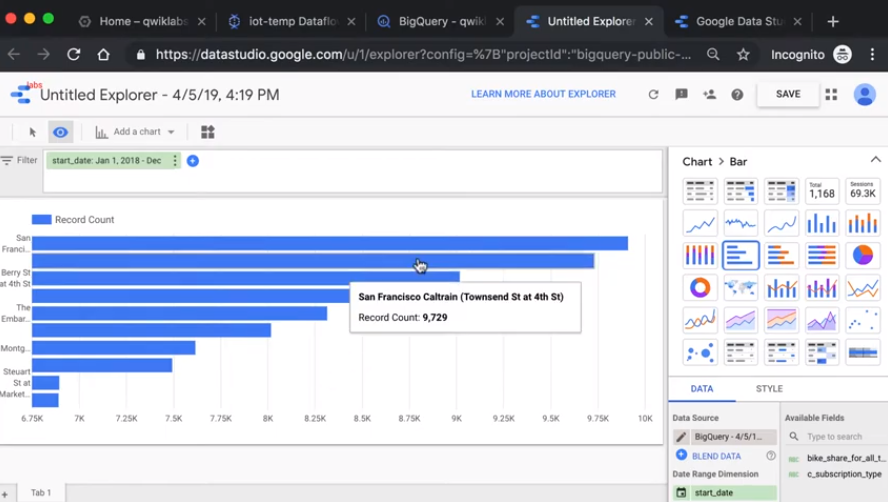 Home – qwiklabs
iot-temp Dataflow
BigQuery - qwikl
Untitled Explorer
Google Data Stu
https://datastudio.google.com/u/1/explorer?config=%7B"projectId":"bigquery-public-...
Incognito
labs
Untitled Explorer - 4/5/19, 4:19 PM
LEARN MORE ABOUT EXPLORER
SAVE
Add a chart
Filter
start_date: Jan 1, 2018 - Dec
Record Count
San
Franci...
Berry St
at 4th St)
The
Embar...
Montg...
Steuart
St at
Market...
San Francisco Caltrain (Townsend St at 4th St)
Record Count: 9,729
6.75K 7K 7.25K 7.5K 7.75K 8K 8.25K 8.5K 8.75K 9K 9.25K 9.5K 9.75K 10K
Tab 1
Chart > Bar
Total
1,168
Sessions
69.3K
DATA
STYLE
Data Source
BigQuery - 4/5/1...
BLEND DATA
Date Range Dimension
start_date
Available Fields
Type to search
bike_share_for_all_t...
c_subscription_type